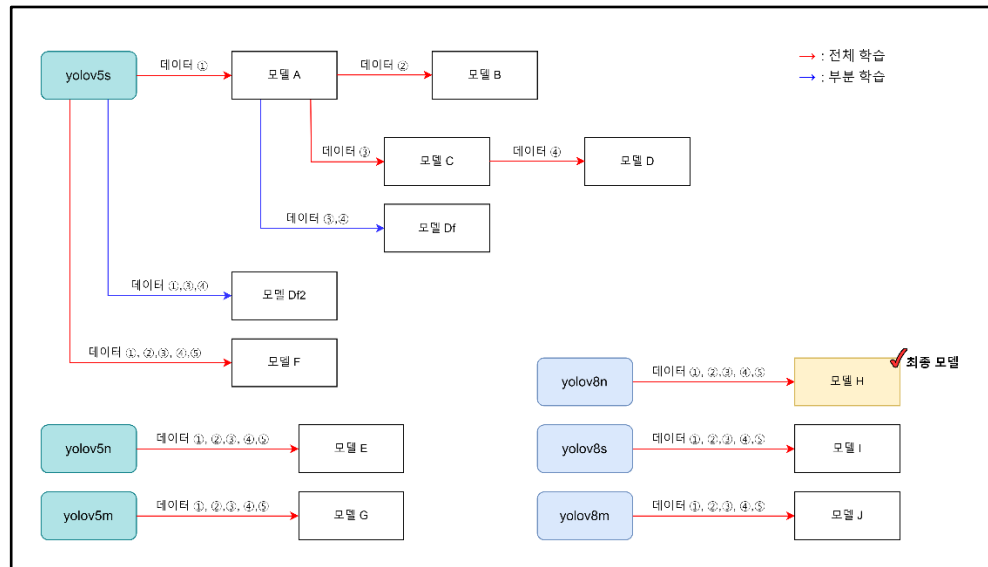 yolov5s
데이터 ①
모델 A
데이터 ②
모델 B
→ : 전체 학습
→ : 부분 학습
데이터 ③
모델 C
데이터 ④
모델 D
데이터 ③,④
모델 Df
데이터 ①,③,④
모델 Df2
데이터 ①, ②,③, ④,⑤
모델 F
yolov8n
데이터 ①, ②,③, ④,⑤
모델 H
최종 모델
yolov5n
데이터 ①, ②,③, ④,⑤
모델 E
yolov8s
데이터 ①, ②,③, ④,⑤
모델 I
yolov5m
데이터 ①, ②,③, ④,⑤
모델 G
yolov8m
데이터 ①, ②,③, ④,⑤
모델 J